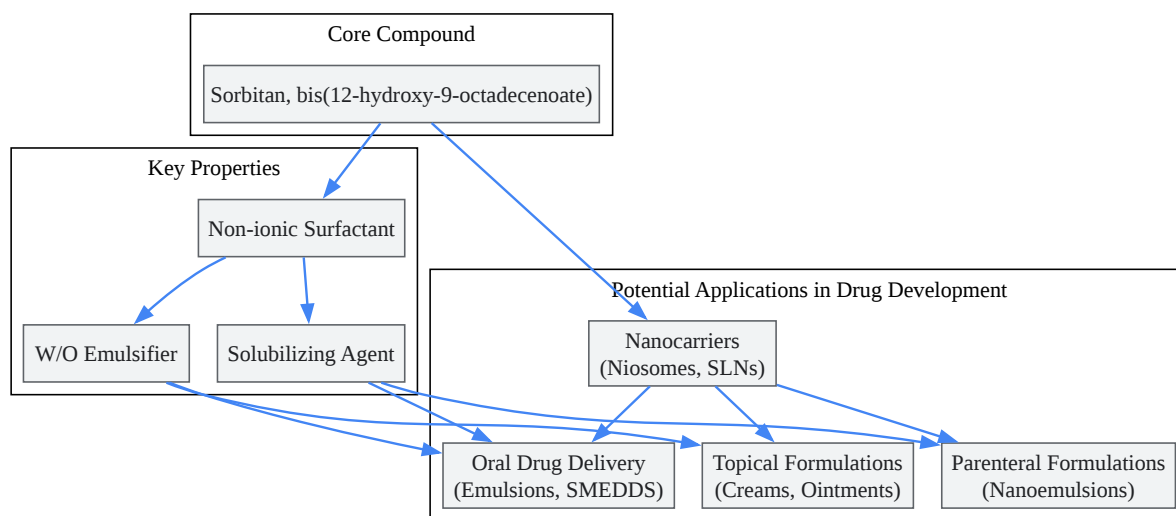 Core Compound
Sorbitan, bis(12-hydroxy-9-octadecenoate)
Key Properties
Non-ionic Surfactant
W/O Emulsifier
Solubilizing Agent
Potential Applications in Drug Development
Nanocarriers
(Niosomes, SLNs)
Oral Drug Delivery
(Emulsions, SMEDDS)
Topical Formulations
(Creams, Ointments)
Parenteral Formulations
(Nanoemulsions)